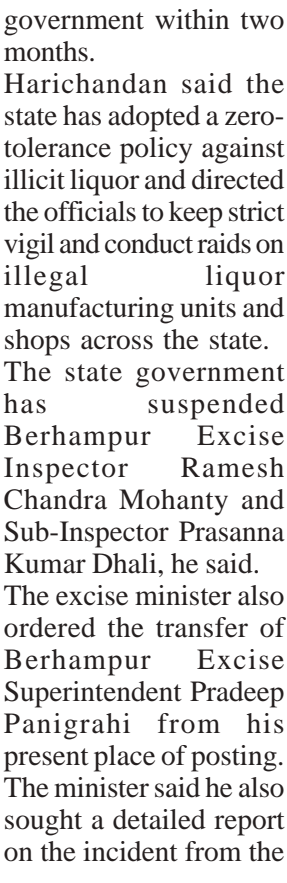 government within two
months.
Harichandan said the
state has adopted a zero-
tolerance policy against
illicit liquor and directed
the officials to keep strict
vigil and conduct raids on
illegal liquor
manufacturing units and
shops across the state.
The state government
has suspended
Berhampur Excise
Inspector Ramesh
Chandra Mohanty and
Sub-Inspector Prasanna
Kumar Dhali, he said.
The excise minister also
ordered the transfer of
Berhampur Excise
Superintendent Pradeep
Panigrahi from his
present place of posting.
The minister said he also
sought a detailed report
on the incident from the